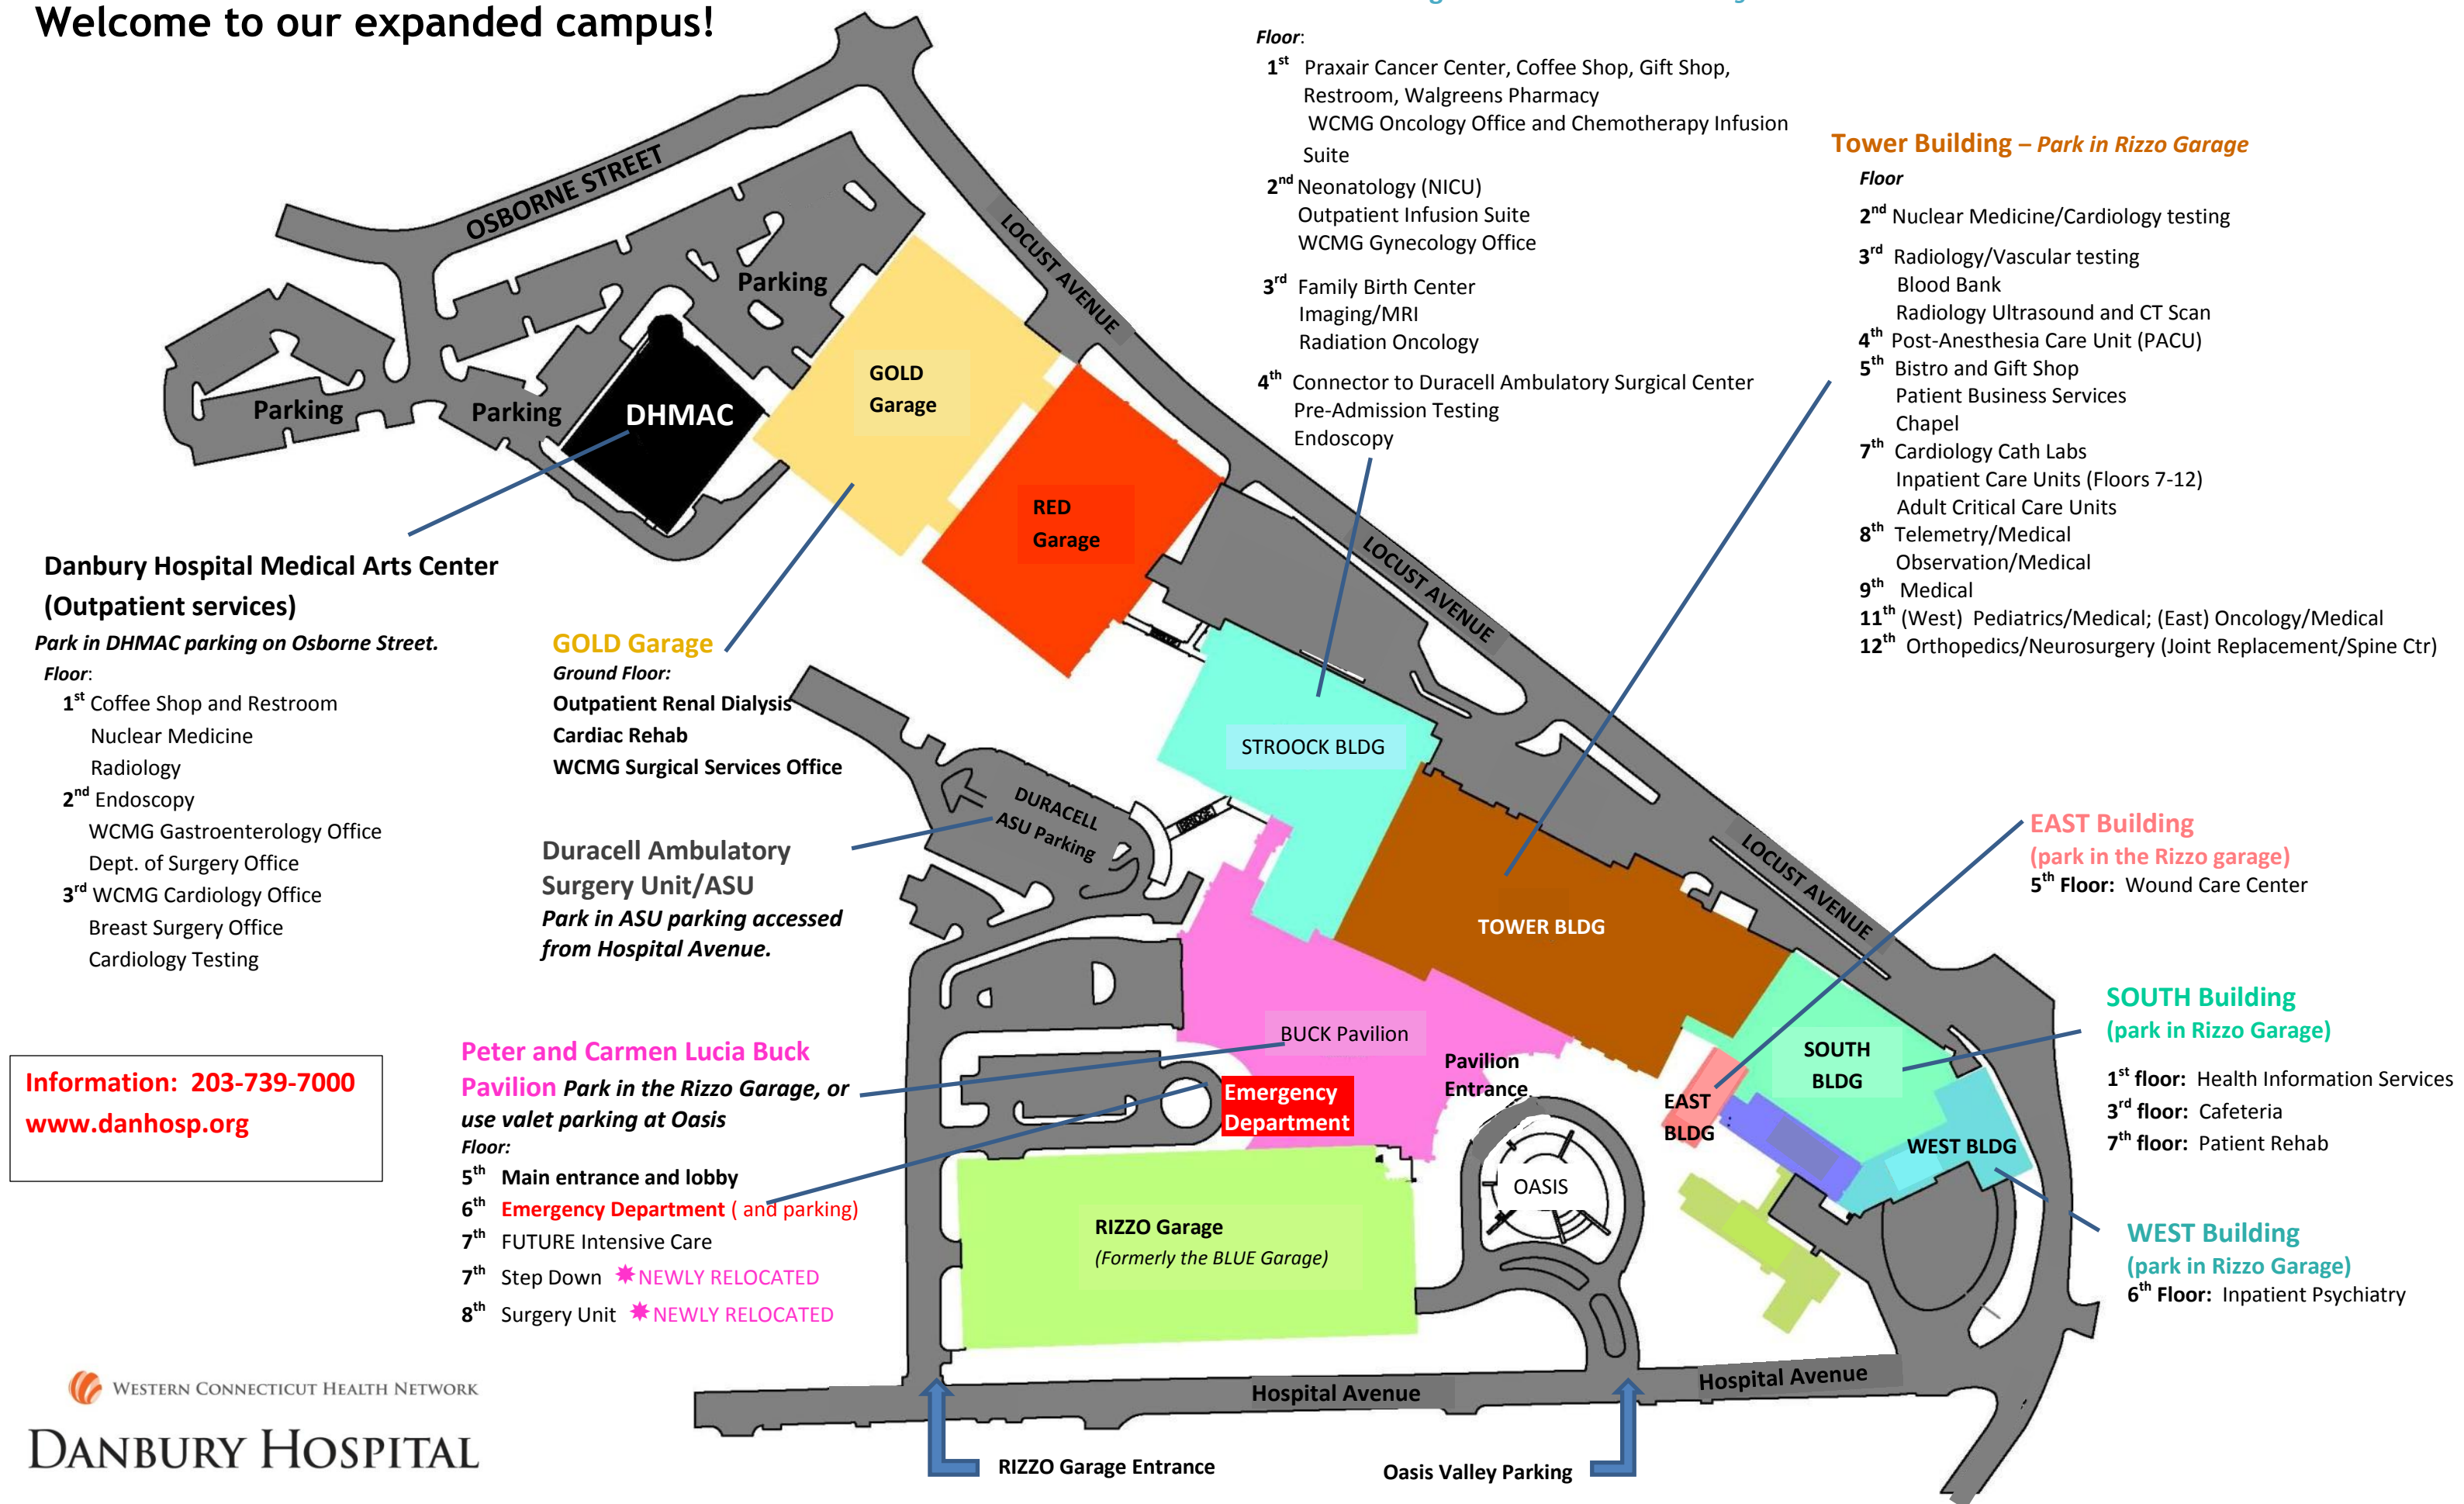 Welcome to our expanded campus!
Floor:
1st Praxair Cancer Center, Coffee Shop, Gift Shop,
Restroom, Walgreens Pharmacy
WCMG Oncology Office and Chemotherapy Infusion
Suite
2nd Neonatology (NICU)
Outpatient Infusion Suite
WCMG Gynecology Office
3rd Family Birth Center
Imaging/MRI
Radiation Oncology
4th Connector to Duracell Ambulatory Surgical Center
Pre-Admission Testing
Endoscopy
Tower Building – Park in Rizzo Garage
Floor
2nd Nuclear Medicine/Cardiology testing
3rd Radiology/Vascular testing
Blood Bank
Radiology Ultrasound and CT Scan
4th Post-Anesthesia Care Unit (PACU)
5th Bistro and Gift Shop
Patient Business Services
Chapel
7th Cardiology Cath Labs
Inpatient Care Units (Floors 7-12)
Adult Critical Care Units
8th Telemetry/Medical
Observation/Medical
9th Medical
11th (West) Pediatrics/Medical; (East) Oncology/Medical
12th Orthopedics/Neurosurgery (Joint Replacement/Spine Ctr)
OSBORNE STREET
LOCUST AVENUE
Parking
Parking
Parking
DHMAC
GOLD
Garage
RED
Garage
LOCUST AVENUE
STROOCK BLDG
DURACELL
ASU Parking
BRIDGE
TOWER BLDG
LOCUST AVENUE
BUCK Pavilion
Pavilion
Entrance
Emergency
Department
EAST
BLDG
SOUTH
BLDG
WEST BLDG
OASIS
RIZZO Garage
(Formerly the BLUE Garage)
Hospital Avenue
Hospital Avenue
RIZZO Garage Entrance
Oasis Valley Parking
Danbury Hospital Medical Arts Center
(Outpatient services)
Park in DHMAC parking on Osborne Street.
Floor:
1st Coffee Shop and Restroom
Nuclear Medicine
Radiology
2nd Endoscopy
WCMG Gastroenterology Office
Dept. of Surgery Office
3rd WCMG Cardiology Office
Breast Surgery Office
Cardiology Testing
GOLD Garage
Ground Floor:
Outpatient Renal Dialysis
Cardiac Rehab
WCMG Surgical Services Office
Duracell Ambulatory
Surgery Unit/ASU
Park in ASU parking accessed
from Hospital Avenue.
Peter and Carmen Lucia Buck
Pavilion Park in the Rizzo Garage, or
use valet parking at Oasis
Floor:
5th Main entrance and lobby
6th Emergency Department ( and parking)
7th FUTURE Intensive Care
7th Step Down NEWLY RELOCATED
8th Surgery Unit NEWLY RELOCATED
EAST Building
(park in the Rizzo garage)
5th Floor: Wound Care Center
SOUTH Building
(park in Rizzo Garage)
1st floor: Health Information Services
3rd floor: Cafeteria
7th floor: Patient Rehab
WEST Building
(park in Rizzo Garage)
6th Floor: Inpatient Psychiatry
Information: 203-739-7000
www.danhosp.org
WESTERN CONNECTICUT HEALTH NETWORK
DANBURY HOSPITAL